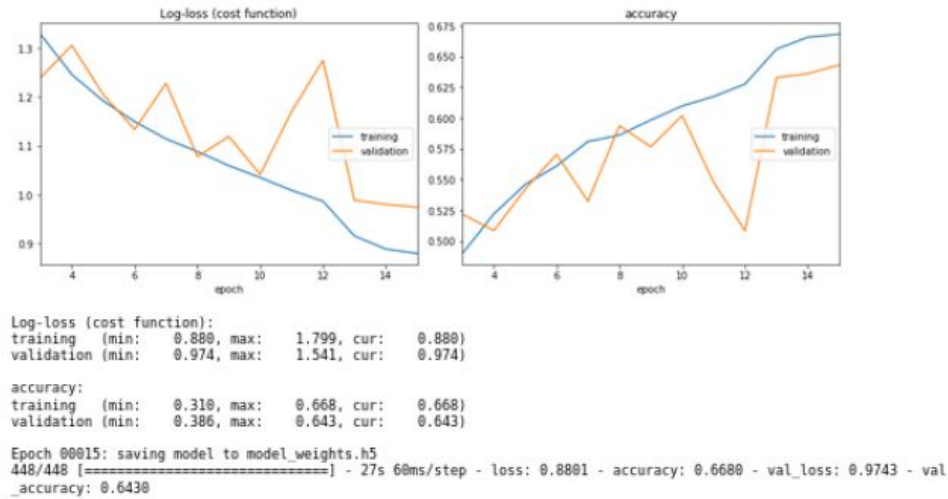 Log-loss (cost function)
accuracy
1.3
1.2
1.1
1.0
0.9
4
6
8
10
12
14
epoch
training
validation
0.675
0.650
0.625
0.600
0.575
0.550
0.525
0.500
4
6
8
10
12
14
epoch
training
validation
Log-loss (cost function):
training   (min:    0.880, max:    1.799, cur:    0.880)
validation (min:    0.974, max:    1.541, cur:    0.974)
accuracy:
training   (min:    0.310, max:    0.668, cur:    0.668)
validation (min:    0.386, max:    0.643, cur:    0.643)
Epoch 00015: saving model to model_weights.h5
448/448 [==============================] - 27s 60ms/step - loss: 0.8801 - accuracy: 0.6680 - val_loss: 0.9743 - val
_accuracy: 0.6430